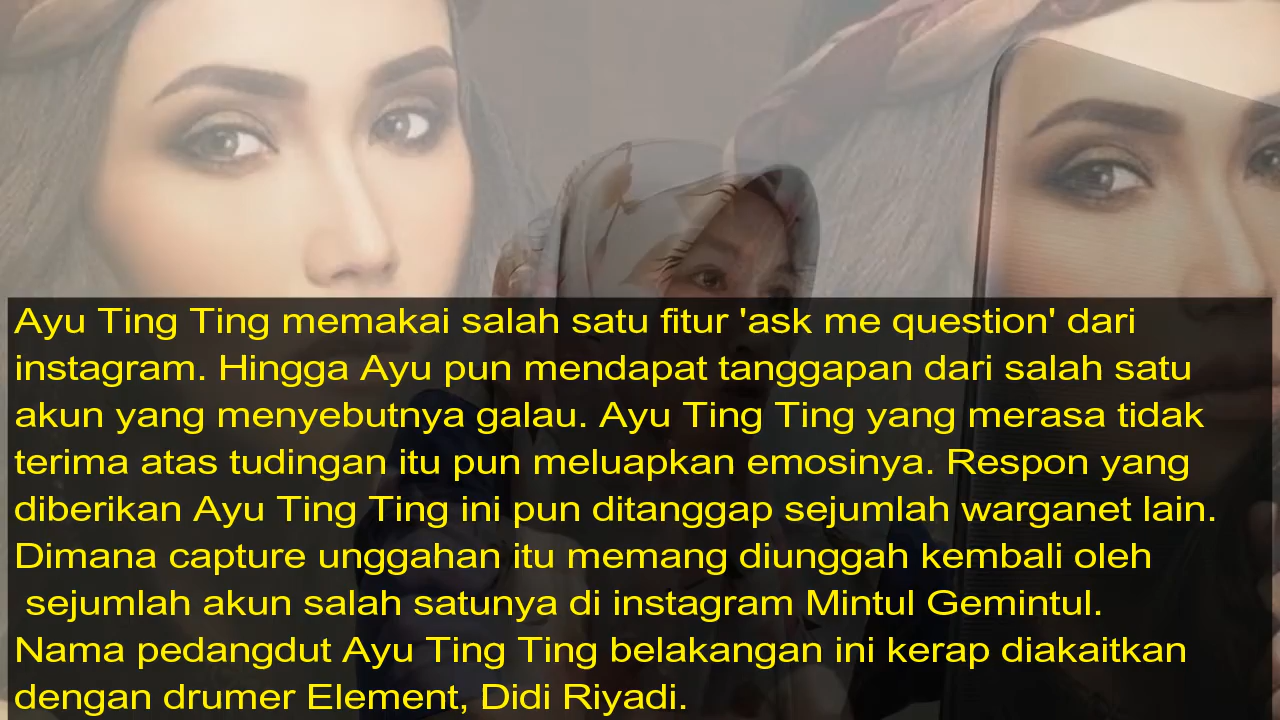 Ayu Ting Ting memakai salah satu fitur 'ask me question' dari
instagram. Hingga Ayu pun mendapat tanggapan dari salah satu
akun yang menyebutnya galau. Ayu Ting Ting yang merasa tidak
terima atas tudingan itu pun meluapkan emosinya. Respon yang
diberikan Ayu Ting Ting ini pun ditanggap sejumlah warganet lain.
Dimana capture unggahan itu memang diunggah kembali oleh
sejumlah akun salah satunya di instagram Mintul Gemintul.
Nama pedangdut Ayu Ting Ting belakangan ini kerap diakaitkan
dengan drumer Element, Didi Riyadi.